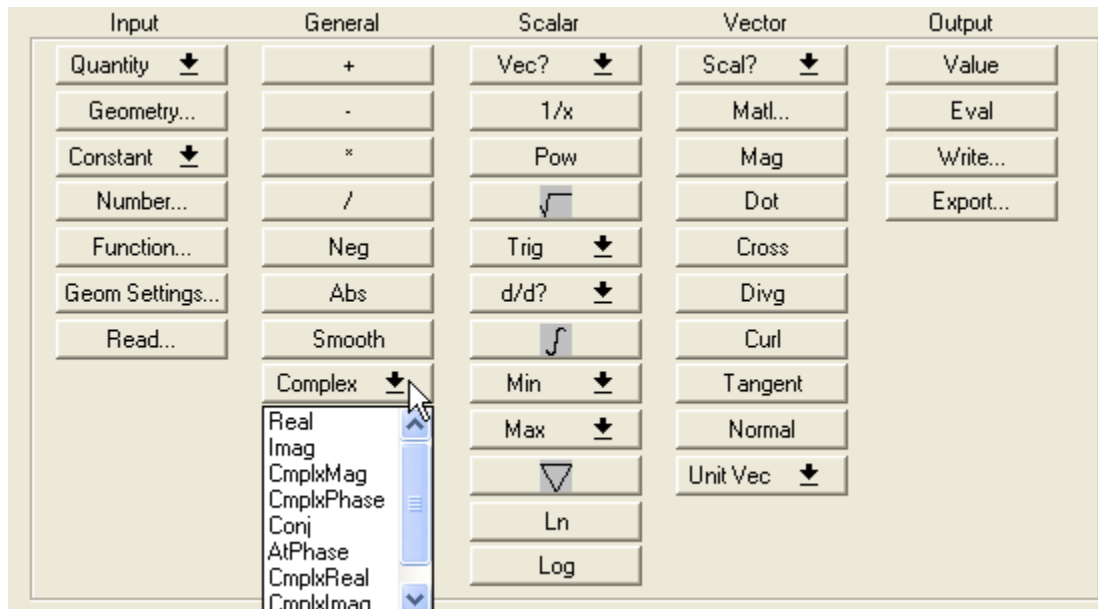 Input General Scalar Vector Output
Quantity + Vec? Scal? Value
Geometry... - 1/x Matl... Eval
Constant * Pow Mag Write...
Number... / √ Dot Export...
Function... Neg Trig Cross
Geom Settings... Abs d/d? Divg
Read... Smooth ∫ Curl
Complex Min Tangent
Real
Max Normal
Imag
CmplxMag
▽ Unit Vec
CmplxPhase
Conj
Ln
AtPhase
CmplxReal
Log
CmplxImag